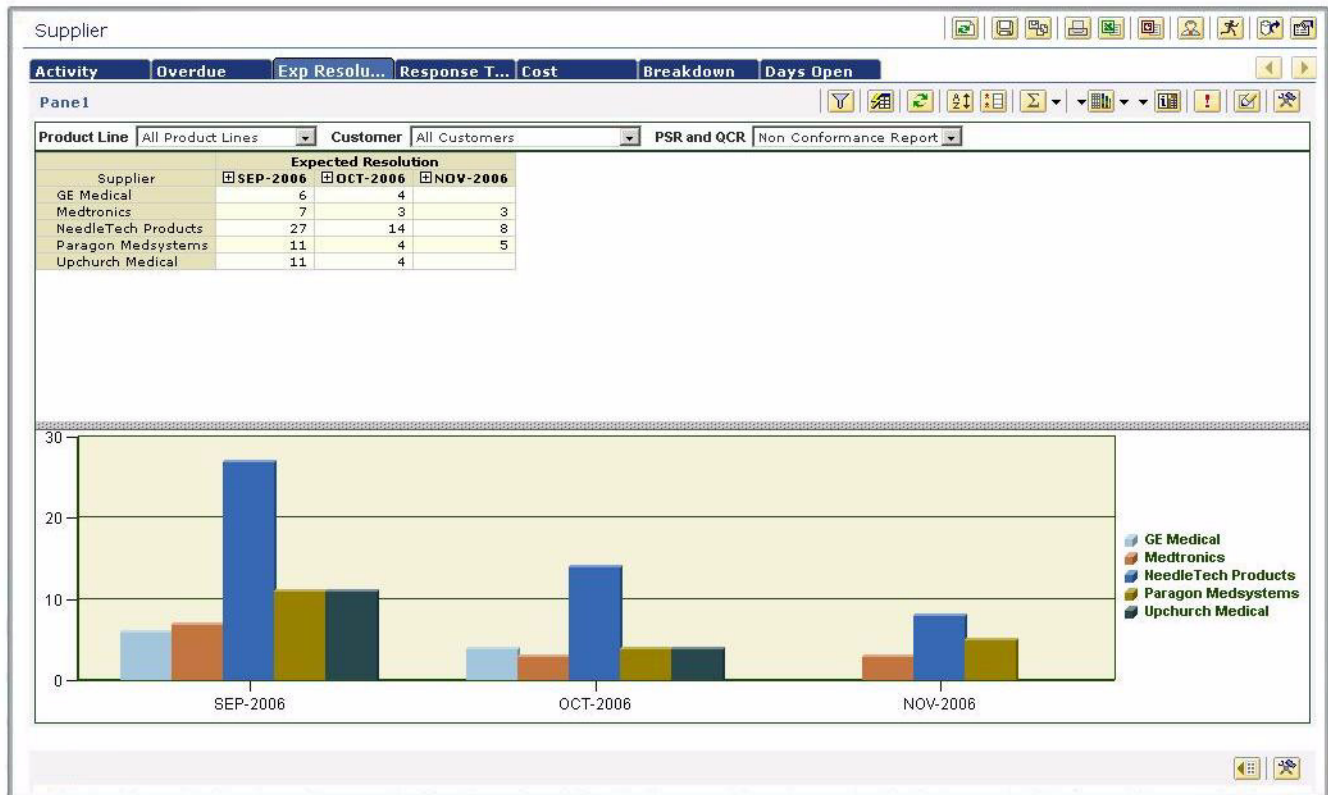 Supplier
Activity Overdue Exp Resolu... Response T... Cost Breakdown Days Open
Pane1
Product Line All Product Lines Customer All Customers PSR and QCR Non Conformance Report
Expected Resolution
Supplier SEP-2006 OCT-2006 NOV-2006
GE Medical 6 4
Medtronics 7 3 3
NeedleTech Products 27 14 8
Paragon Medsystems 11 4 5
Upchurch Medical 11 4
30
20
10
0
SEP-2006 OCT-2006 NOV-2006
GE Medical
Medtronics
NeedleTech Products
Paragon Medsystems
Upchurch Medical